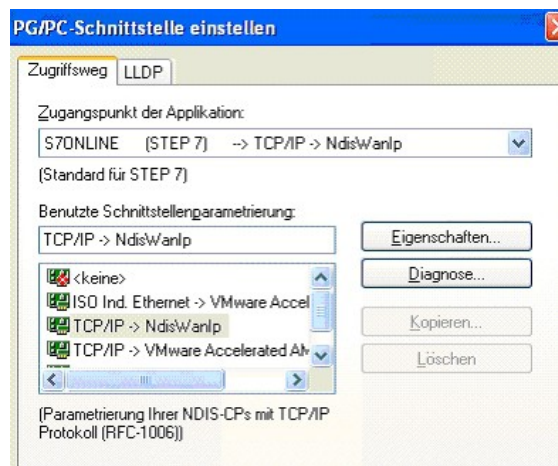 PG/PC-Schnittstelle einstellen
Zugriffsweg
LLDP
Zugangspunkt der Applikation:
S7ONLINE (STEP 7) --> TCP/IP -> NdisWanIp
(Standard für STEP 7)
Benutzte Schnittstellenparametrierung:
TCP/IP -> NdisWanIp
Eigenschaften...
<keine>
Diagnose...
ISO Ind. Ethernet -> VMware Accel
TCP/IP -> NdisWanIp
Kopieren...
TCP/IP -> VMware Accelerated AM
Löschen
(Parametrierung Ihrer NDIS-CPs mit TCP/IP
Protokoll (RFC-1006))